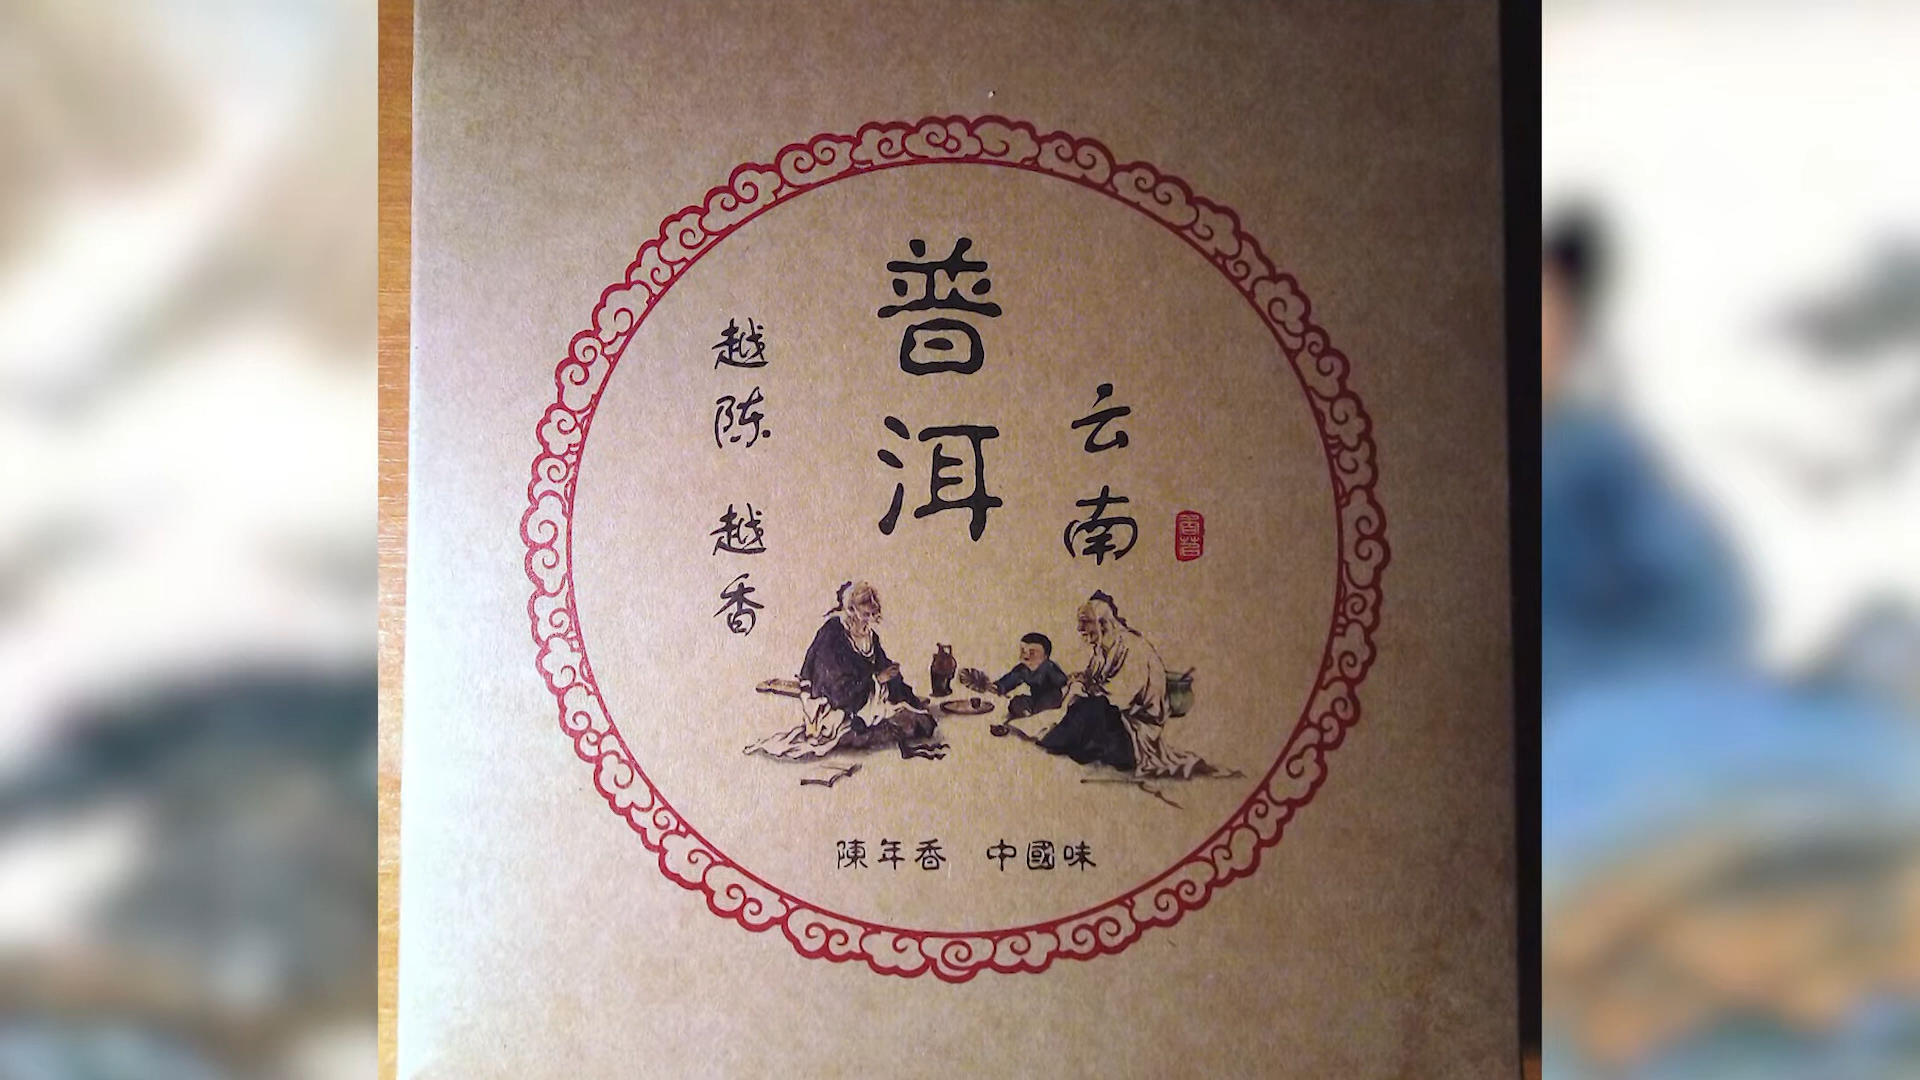 云南
普洱
越陈 越香
陳年香 中國味